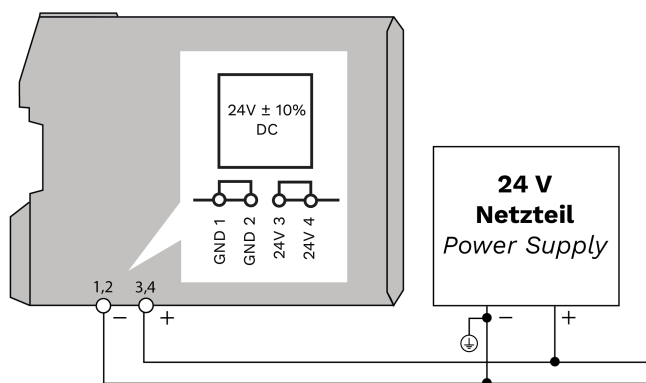 24V ± 10%
DC
GND 1
GND 2
24V 3
24V 4
1,2
3,4
−
+
24 V
Netzteil
Power Supply
−
+